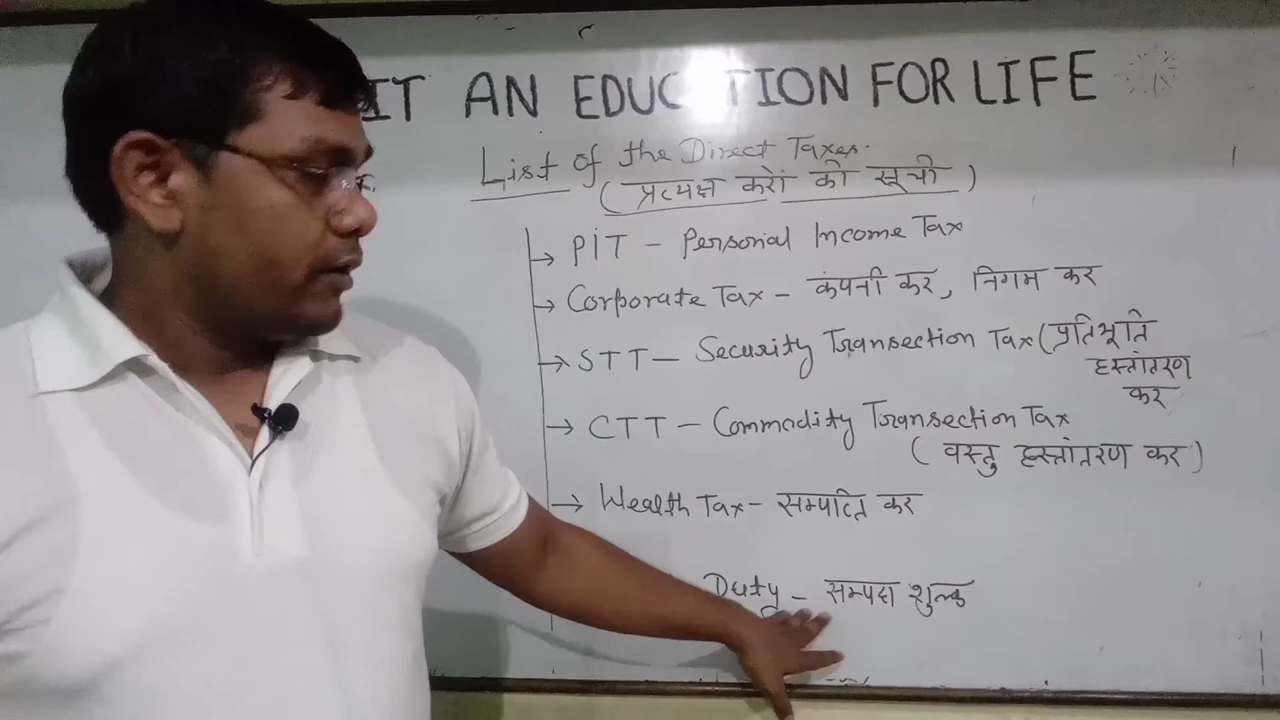 IT AN EDUCATION FOR LIFE
List of the Direct Taxes.
(प्रत्यक्ष करों की सूची)
→ PIT - Personal Income Tax
→ Corporate Tax - कंपनी कर, निगम कर
→ STT - Security Transection Tax (प्रतिभूति
हस्तांतरण
कर
→ CTT - Commodity Transection Tax
(वस्तु हस्तांतरण कर)
→ Wealth Tax - सम्पत्ति कर
Duty - सम्पदा शुल्क